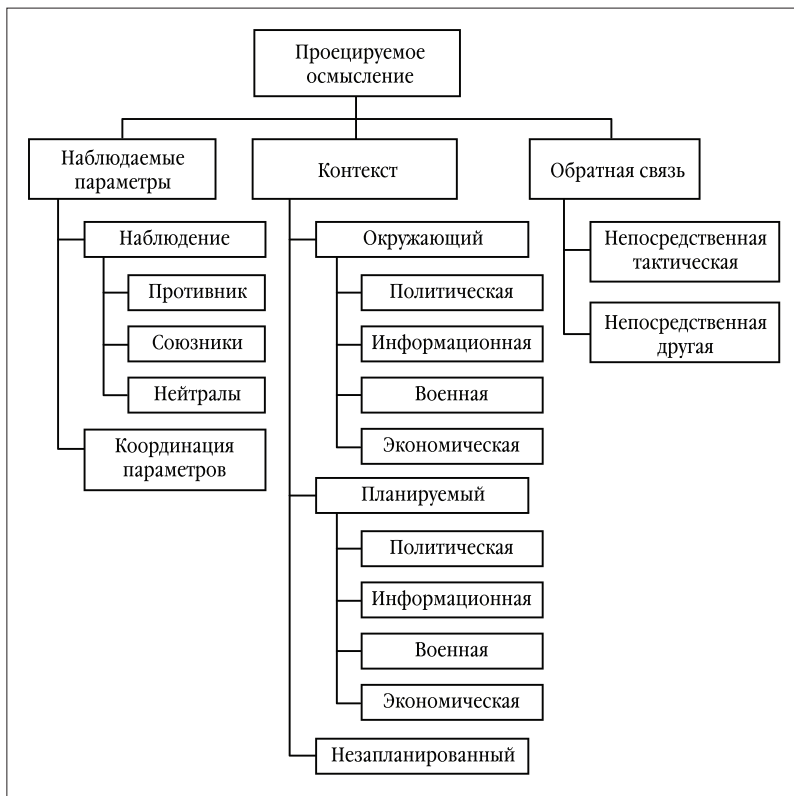 Проецируемое
осмысление
Наблюдаемые
параметры
Контекст
Обратная связь
Наблюдение
Противник
Союзники
Нейтралы
Координация
параметров
Окружающий
Политическая
Информационная
Военная
Экономическая
Планируемый
Политическая
Информационная
Военная
Экономическая
Незапланированный
Непосредственная
тактическая
Непосредственная
другая